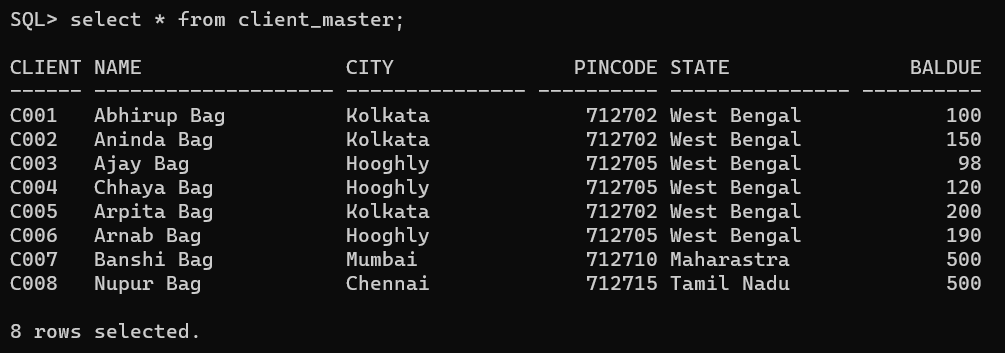 SQL> select * from client_master;
CLIENT NAME                 CITY                PINCODE STATE               BALDUE
------ -------------------- --------------- ---------- --------------- ----------
C001   Abhirup Bag          Kolkata              712702 West Bengal            100
C002   Aninda Bag           Kolkata              712702 West Bengal            150
C003   Ajay Bag             Hooghly              712705 West Bengal             98
C004   Chhaya Bag           Hooghly              712705 West Bengal            120
C005   Arpita Bag           Kolkata              712702 West Bengal            200
C006   Arnab Bag            Hooghly              712705 West Bengal            190
C007   Banshi Bag           Mumbai               712710 Maharastra             500
C008   Nupur Bag            Chennai              712715 Tamil Nadu             500
8 rows selected.